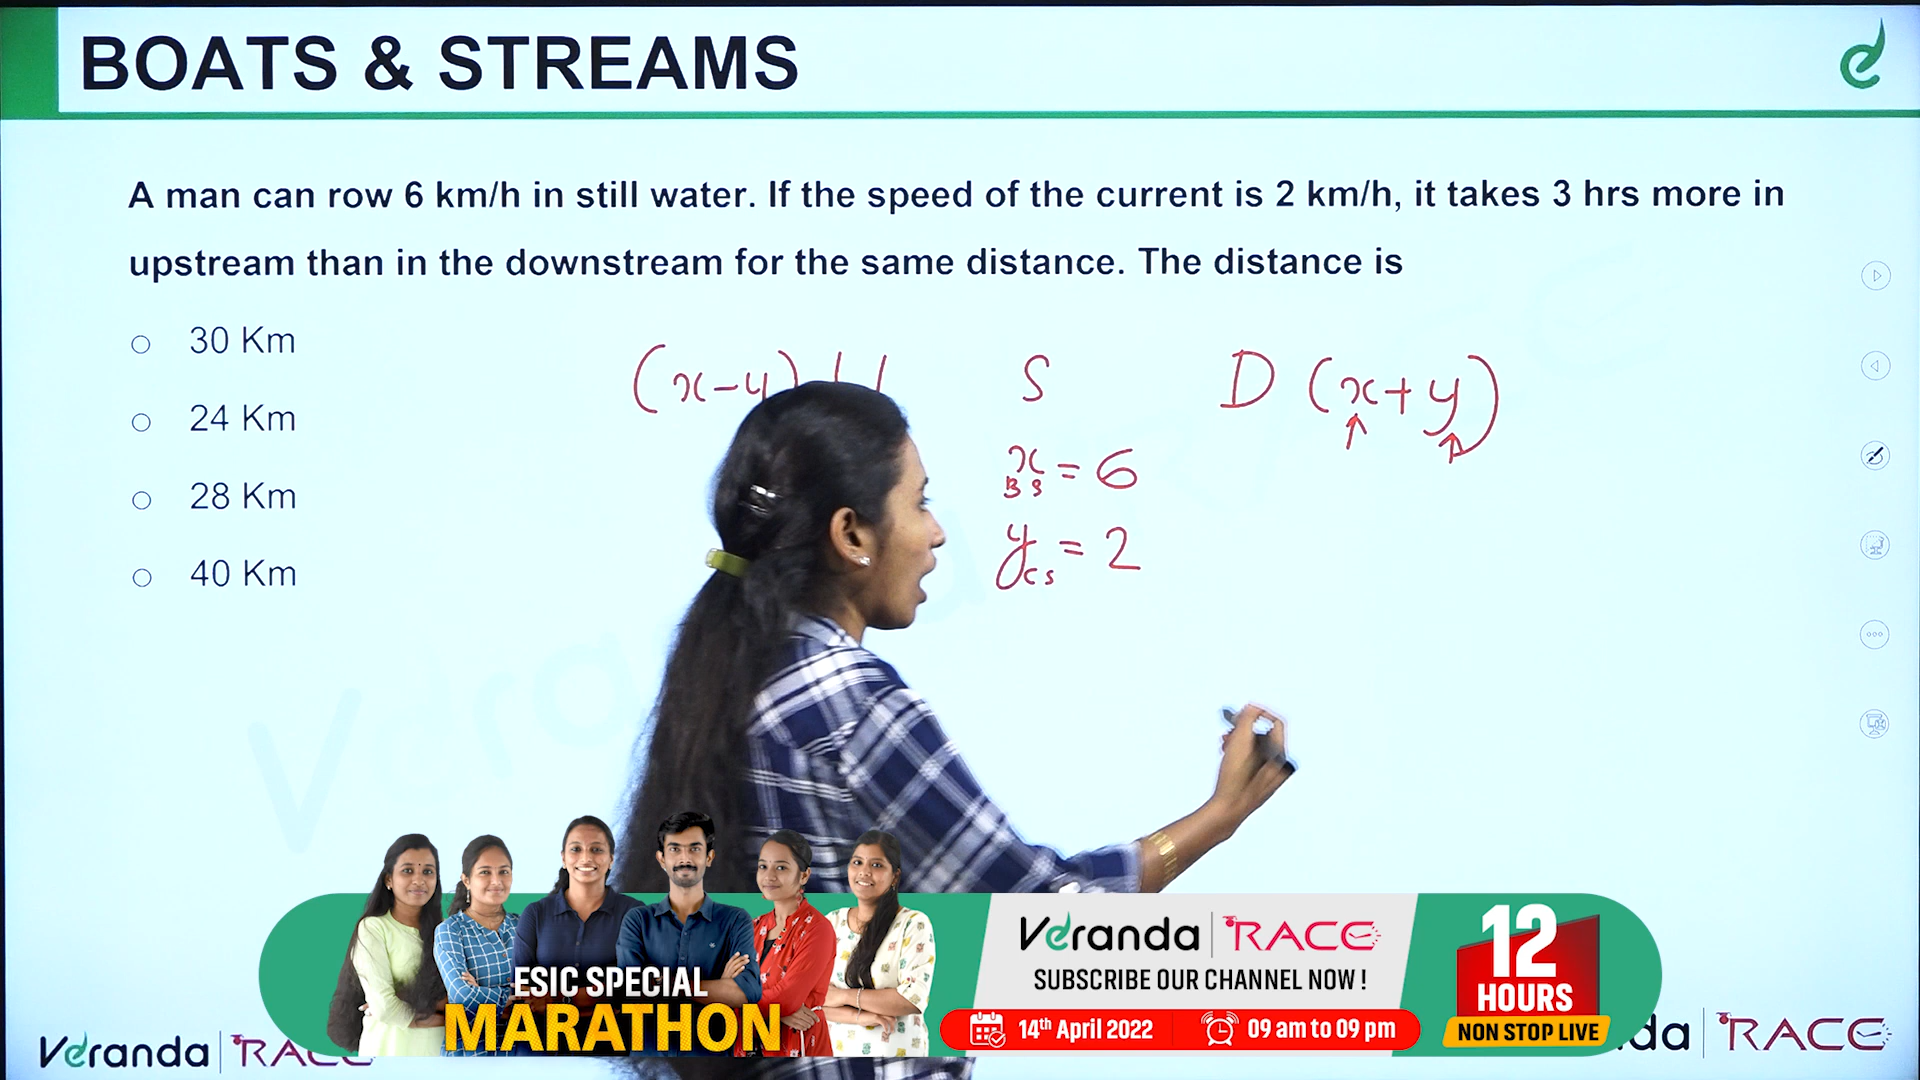 BOATS & STREAMS
A man can row 6 km/h in still water. If the speed of the current is 2 km/h, it takes 3 hrs more in
upstream than in the downstream for the same distance. The distance is
30 Km
24 Km
28 Km
40 Km
(x-y) U S D (x+y)
x = 6
BS
y = 2
cs
Veranda
ESIC SPECIAL
MARATHON
Veranda RACE
SUBSCRIBE OUR CHANNEL NOW !
14th April 2022 09 am to 09 pm
12
HOURS
NON STOP LIVE
Veranda RACE
da RACE